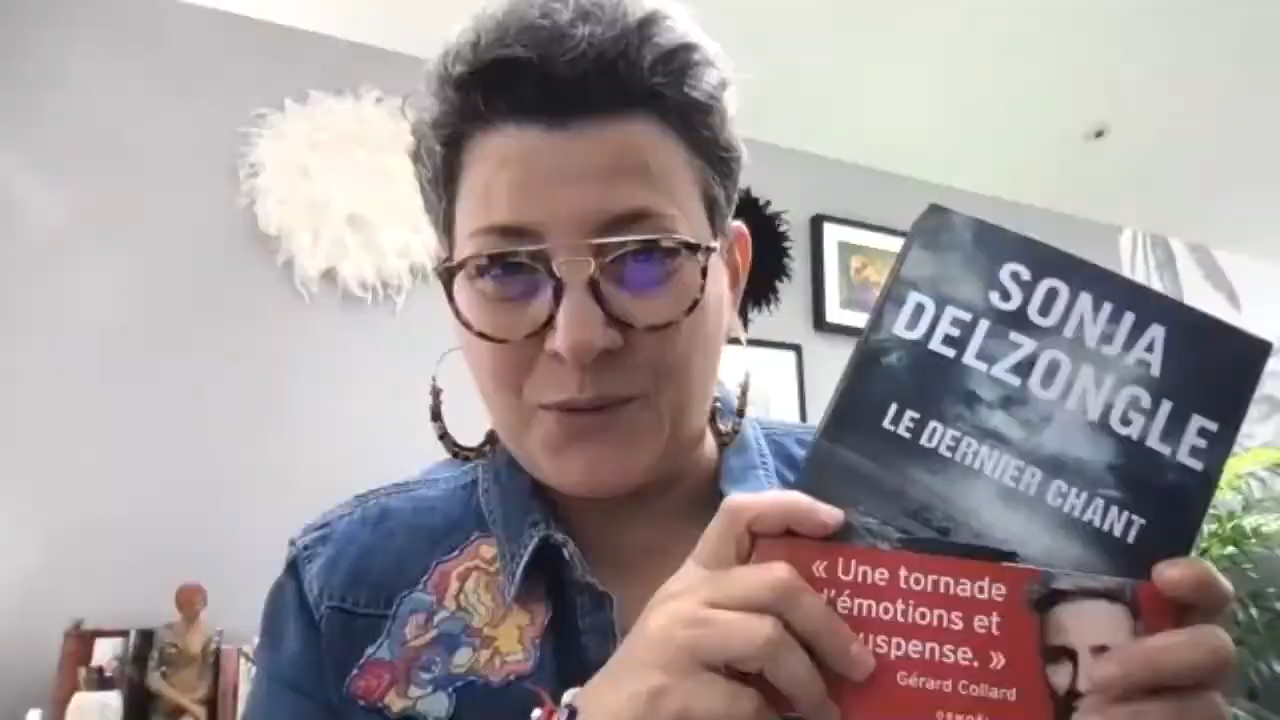 SONJA
DELZONGLE
LE DERNIER CHANT
« Une tornade
d'émotions et
suspense. »
Gérard Collard